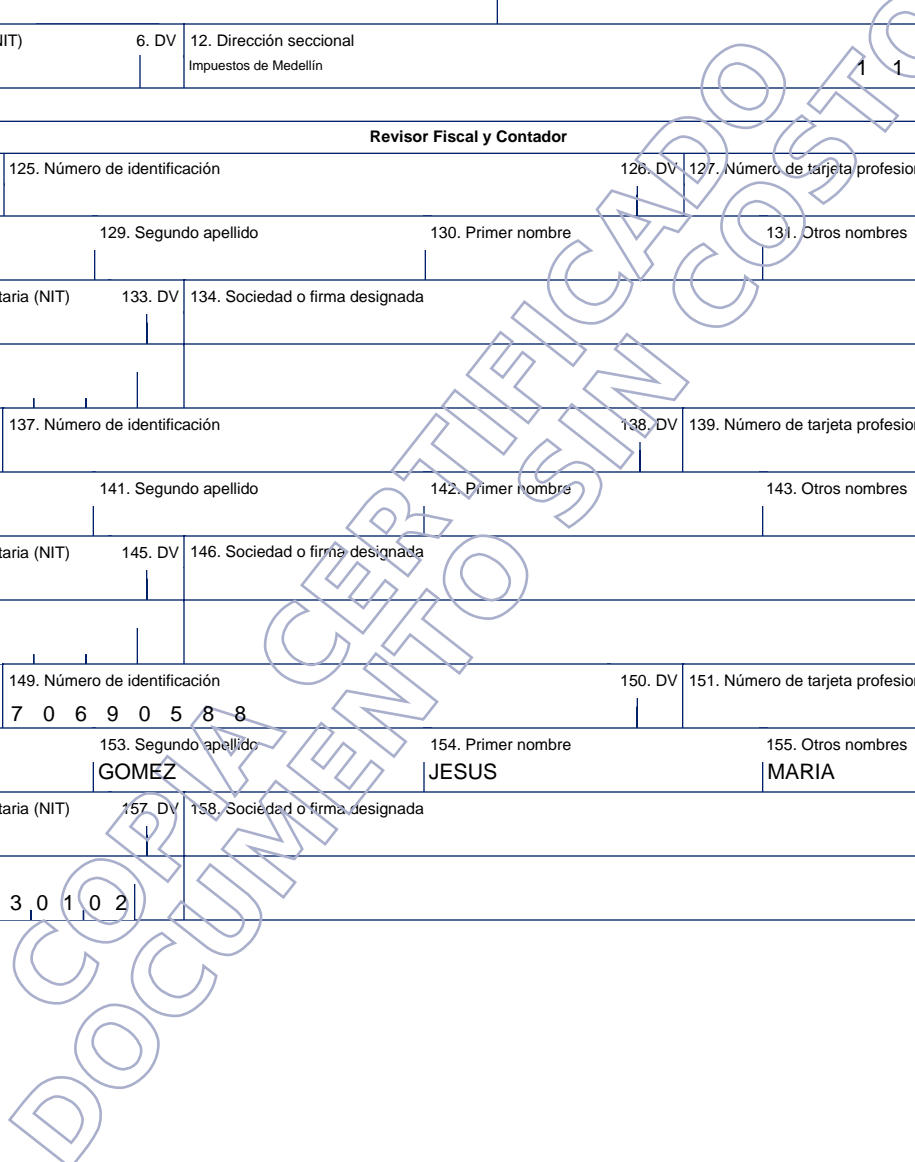 IIT) 6. DV 12. Dirección seccional
Impuestos de Medellín 1 1
Revisor Fiscal y Contador
125. Número de identificación 126. DV 127. Número de tarjeta profesion
129. Segundo apellido 130. Primer nombre 131. Otros nombres
taria (NIT) 133. DV 134. Sociedad o firma designada
137. Número de identificación 138. DV 139. Número de tarjeta profesion
141. Segundo apellido 142. Primer nombre 143. Otros nombres
taria (NIT) 145. DV 146. Sociedad o firma designada
149. Número de identificación 150. DV 151. Número de tarjeta profesion
7 0 6 9 0 5 8 8
153. Segundo apellido 154. Primer nombre 155. Otros nombres
GOMEZ JESUS MARIA
taria (NIT) 157. DV 158. Sociedad o firma designada
3 0 1 0 2
COPIA CERTIFICADO
DOCUMENTO SIN COSTO